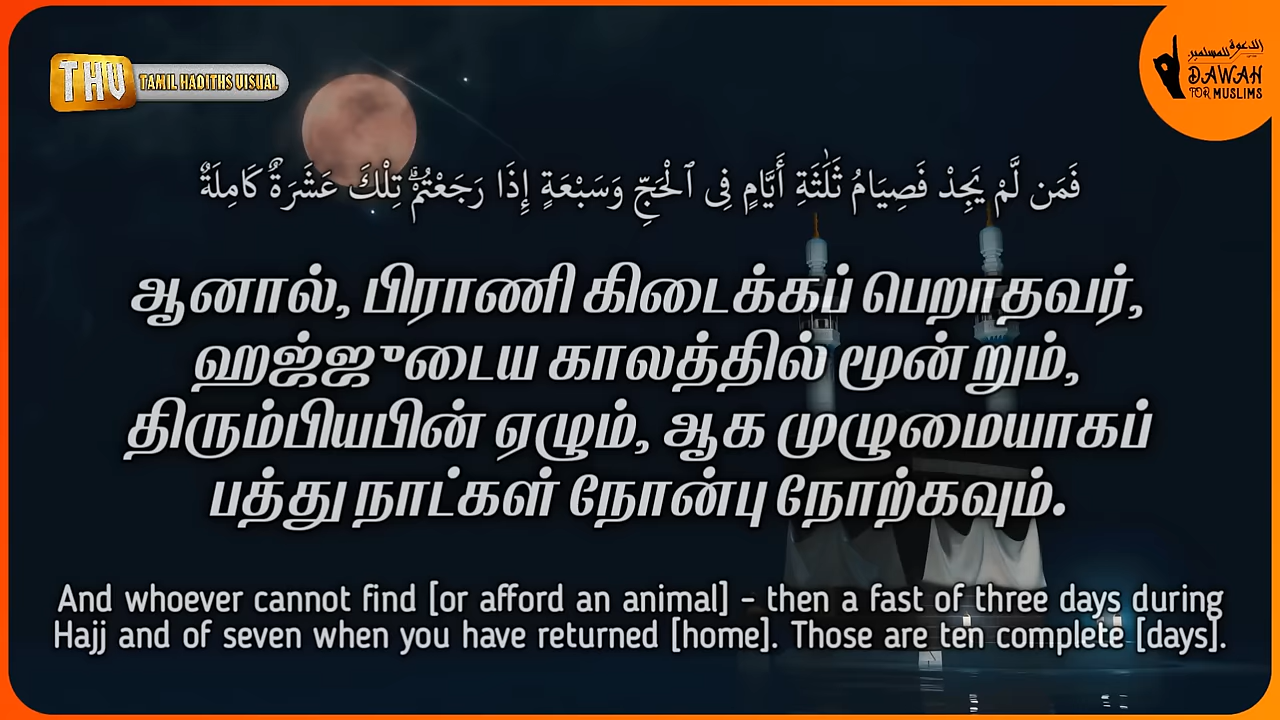 THV TAMIL HADITHS VISUAL
الدعوة للمسلمين
DAWAH
FOR MUSLIMS
فَمَن لَّمْ يَجِدْ فَصِيَامُ ثَلَٰثَةِ أَيَّامٍ فِى ٱلْحَجِّ وَسَبْعَةٍ إِذَا رَجَعْتُمْ ۗ تِلْكَ عَشَرَةٌ كَامِلَةٌ
ஆனால், பிராணி கிடைக்கப் பெறாதவர்,
ஹஜ்ஜுடைய காலத்தில் மூன்றும்,
திரும்பியபின் ஏழும், ஆக முழுமையாகப்
பத்து நாட்கள் நோன்பு நோற்கவும்.
And whoever cannot find [or afford an animal] - then a fast of three days during
Hajj and of seven when you have returned [home]. Those are ten complete [days].